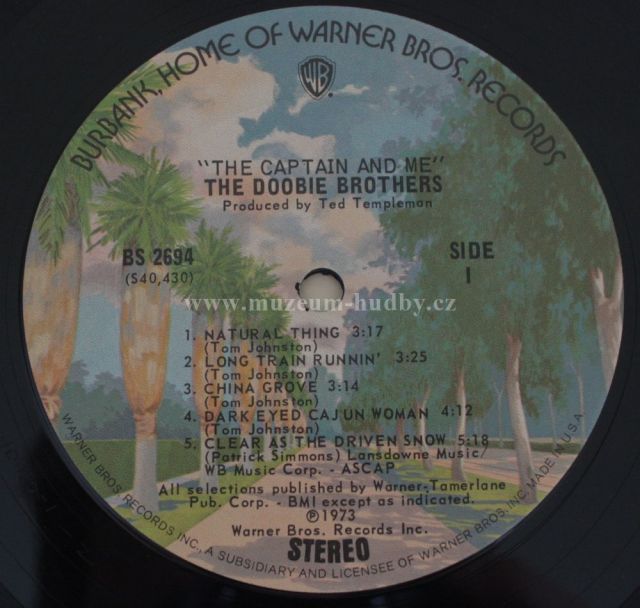 BURBANK, HOME OF WARNER BROS. RECORDS
WB
"THE CAPTAIN AND ME"
THE DOOBIE BROTHERS
Produced by Ted Templeman
BS 2694
(S40,430)
SIDE
1
www.muzeum-hudby.cz
1. NATURAL THING 3:17
(Tom Johnston)
2. LONG TRAIN RUNNIN' 3:25
(Tom Johnston)
3. CHINA GROVE 3:14
(Tom Johnston)
4. DARK EYED CAJUN WOMAN 4:12
(Tom Johnston)
5. CLEAR AS THE DRIVEN SNOW 5:18
(Patrick Simmons) Lansdowne Music/
WB Music Corp. - ASCAP
All selections published by Warner-Tamerlane
Pub. Corp. - BMI except as indicated.
℗ 1973
Warner Bros. Records Inc.
STEREO
WARNER BROS. RECORDS INC., A SUBSIDIARY AND LICENSEE OF WARNER BROS. INC. MADE IN U.S.A.